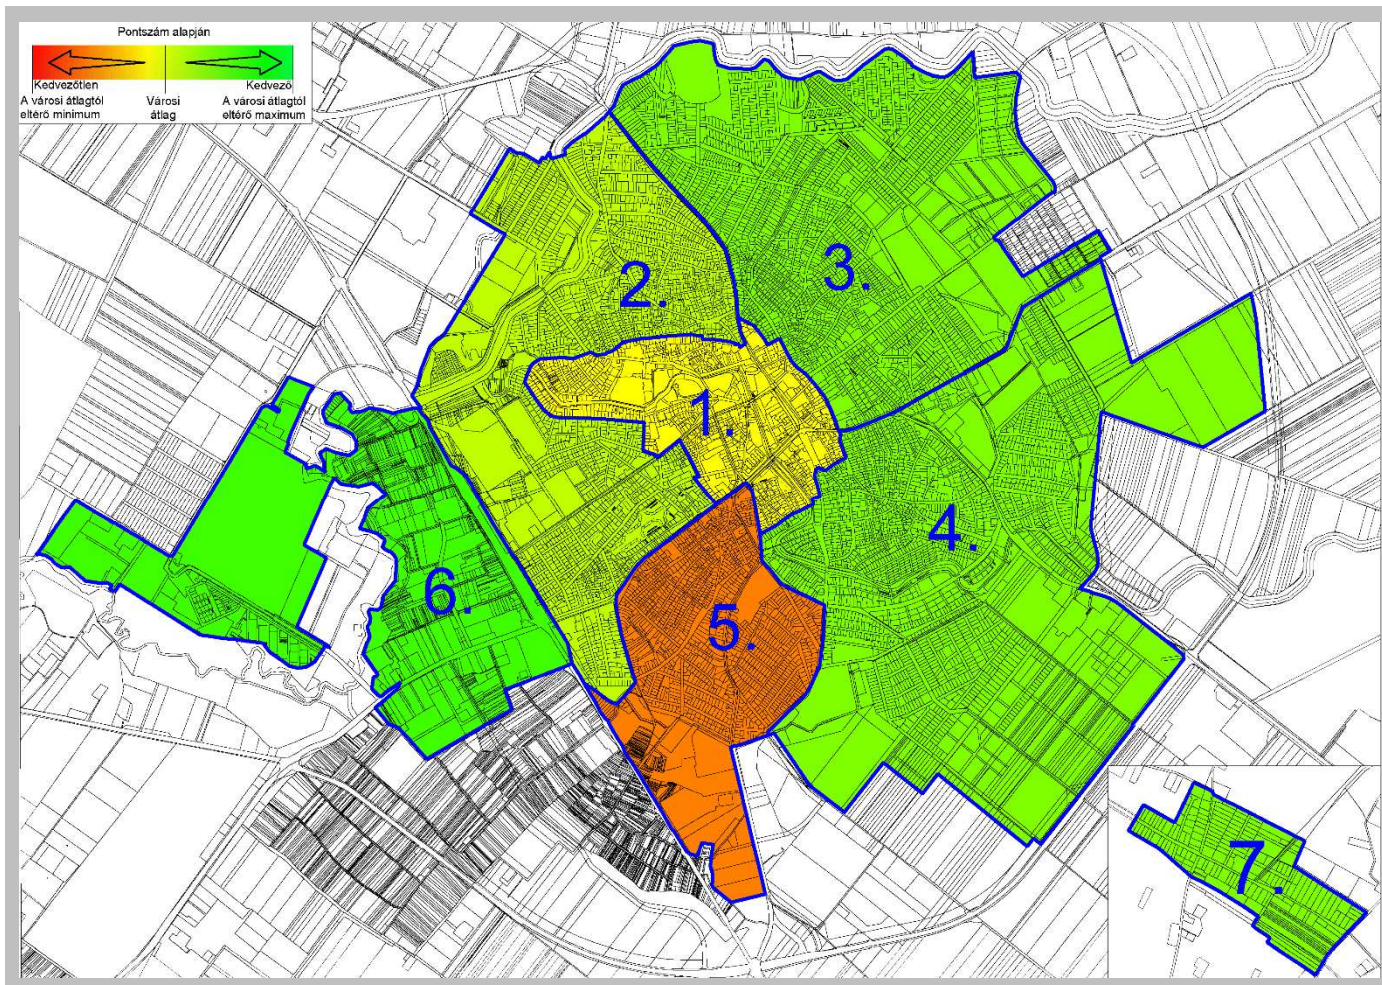 Pontszám alapján
Kedvezőtlen
Kedvező
A városi átlagtól
eltérő minimum
Városi
átlag
A városi átlagtól
eltérő maximum
3.
2.
1.
4.
6.
5.
7.